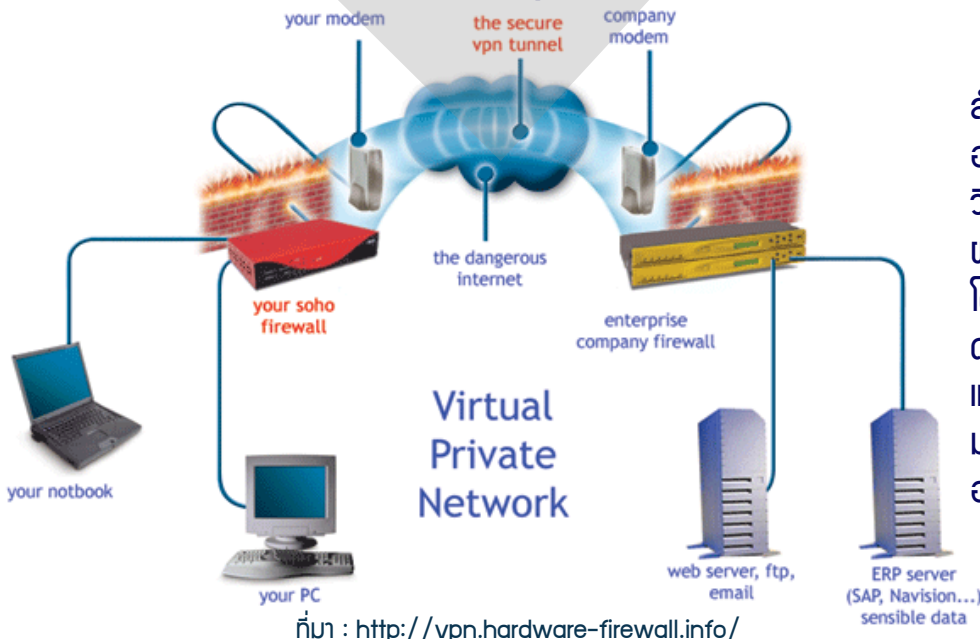 your modem
the secure
vpn tunnel
company
modem
the dangerous
internet
your soho
firewall
enterprise
company firewall
Virtual
Private
Network
your notbook
your PC
web server, ftp,
email
ERP server
(SAP, Navision...)
sensible data
ที่มา : http://vpn.hardware-firewall.info/